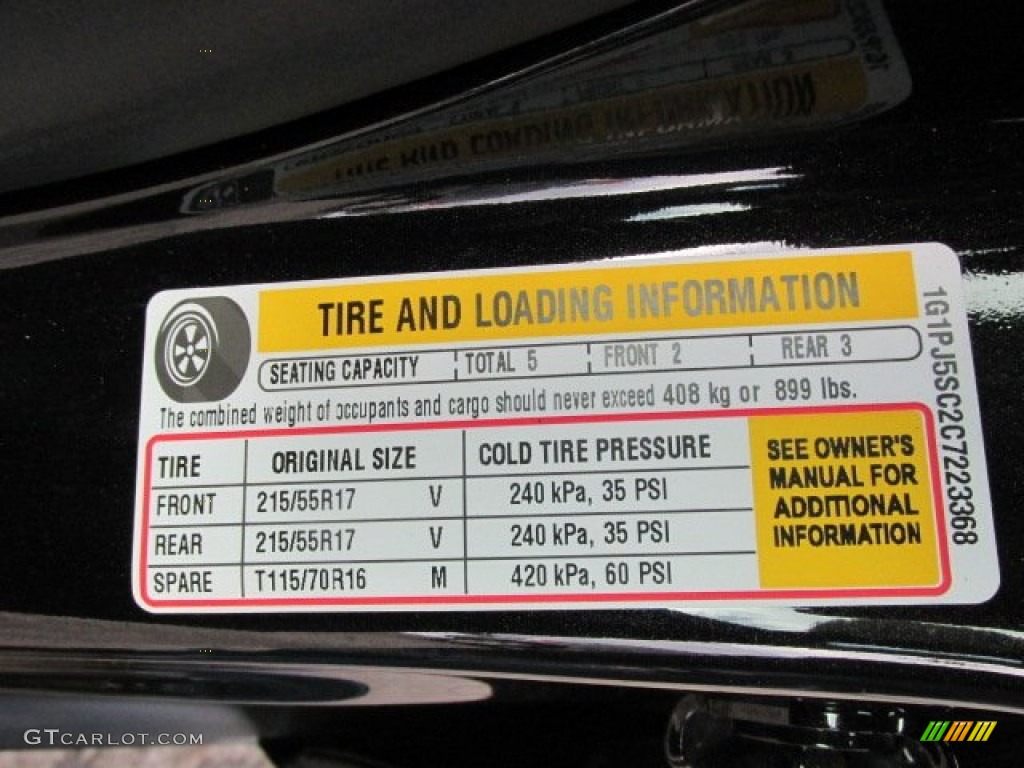 TIRE AND LOADING INFORMATION
SEATING CAPACITY TOTAL 5 FRONT 2 REAR 3
The combined weight of occupants and cargo should never exceed 408 kg or 899 lbs.
TIRE ORIGINAL SIZE COLD TIRE PRESSURE
FRONT 215/55R17 V 240 kPa, 35 PSI
REAR 215/55R17 V 240 kPa, 35 PSI
SPARE T115/70R16 M 420 kPa, 60 PSI
SEE OWNER'S
MANUAL FOR
ADDITIONAL
INFORMATION
1G1PJ5SC2C7223368
GTCARLOT.COM